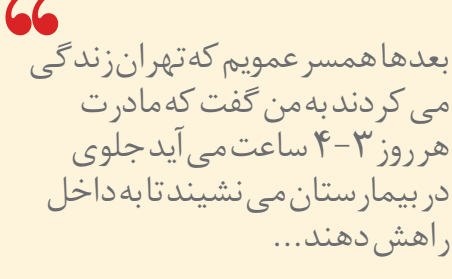 بعدها همسر عمویم که تهران زندگی
می کردند به من گفت که مادرت
هر روز ۳-۴ ساعت می آید جلوی
در بیمارستان می نشیند تا به داخل
راهش دهند...